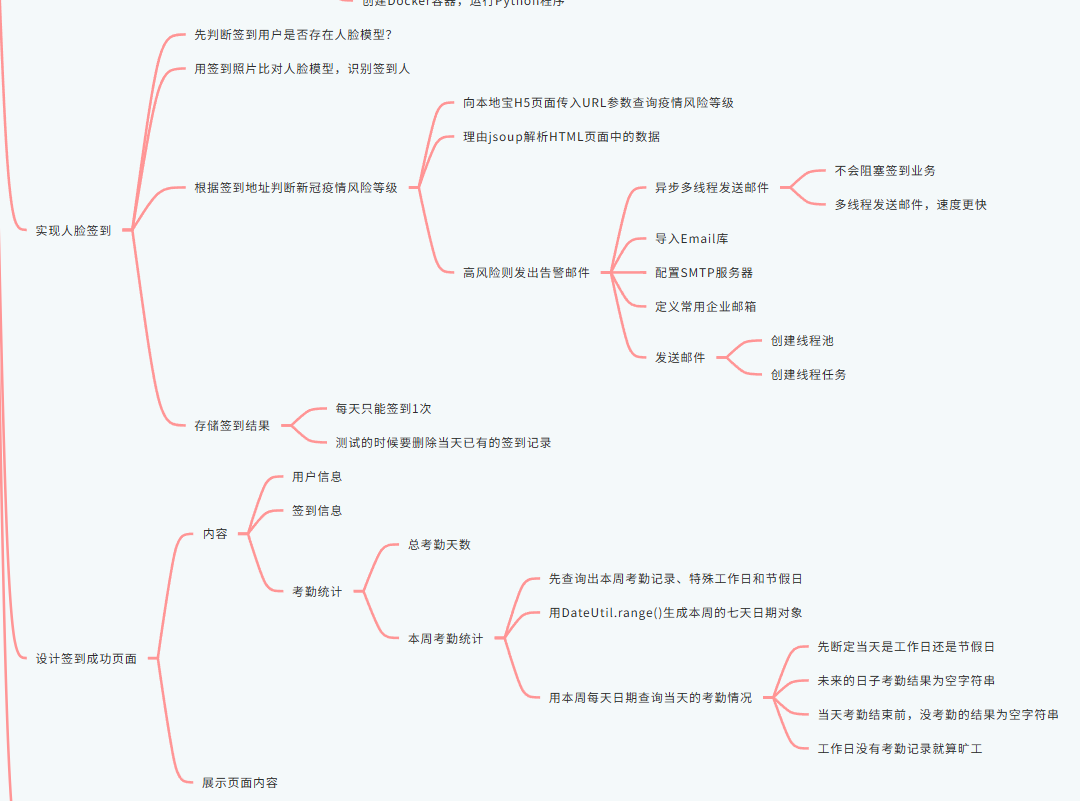 创建Docker容器，运行Python程序
先判断签到用户是否存在人脸模型？
用签到照片比对人脸模型，识别签到人
向本地宝H5页面传入URL参数查询疫情风险等级
理由jsoup解析HTML页面中的数据
不会阻塞签到业务
根据签到地址判断新冠疫情风险等级
异步多线程发送邮件
多线程发送邮件，速度更快
实现人脸签到
导入Email库
高风险则发出告警邮件
配置SMTP服务器
定义常用企业邮箱
创建线程池
发送邮件
创建线程任务
每天只能签到1次
存储签到结果
测试的时候要删除当天已有的签到记录
用户信息
签到信息
内容
总考勤天数
先查询出本周考勤记录、特殊工作日和节假日
考勤统计
用DateUtil.range()生成本周的七天日期对象
本周考勤统计
先断定当天是工作日还是节假日
设计签到成功页面
未来的日子考勤结果为空字符串
用本周每天日期查询当天的考勤情况
当天考勤结束前，没考勤的结果为空字符串
工作日没有考勤记录就算旷工
展示页面内容